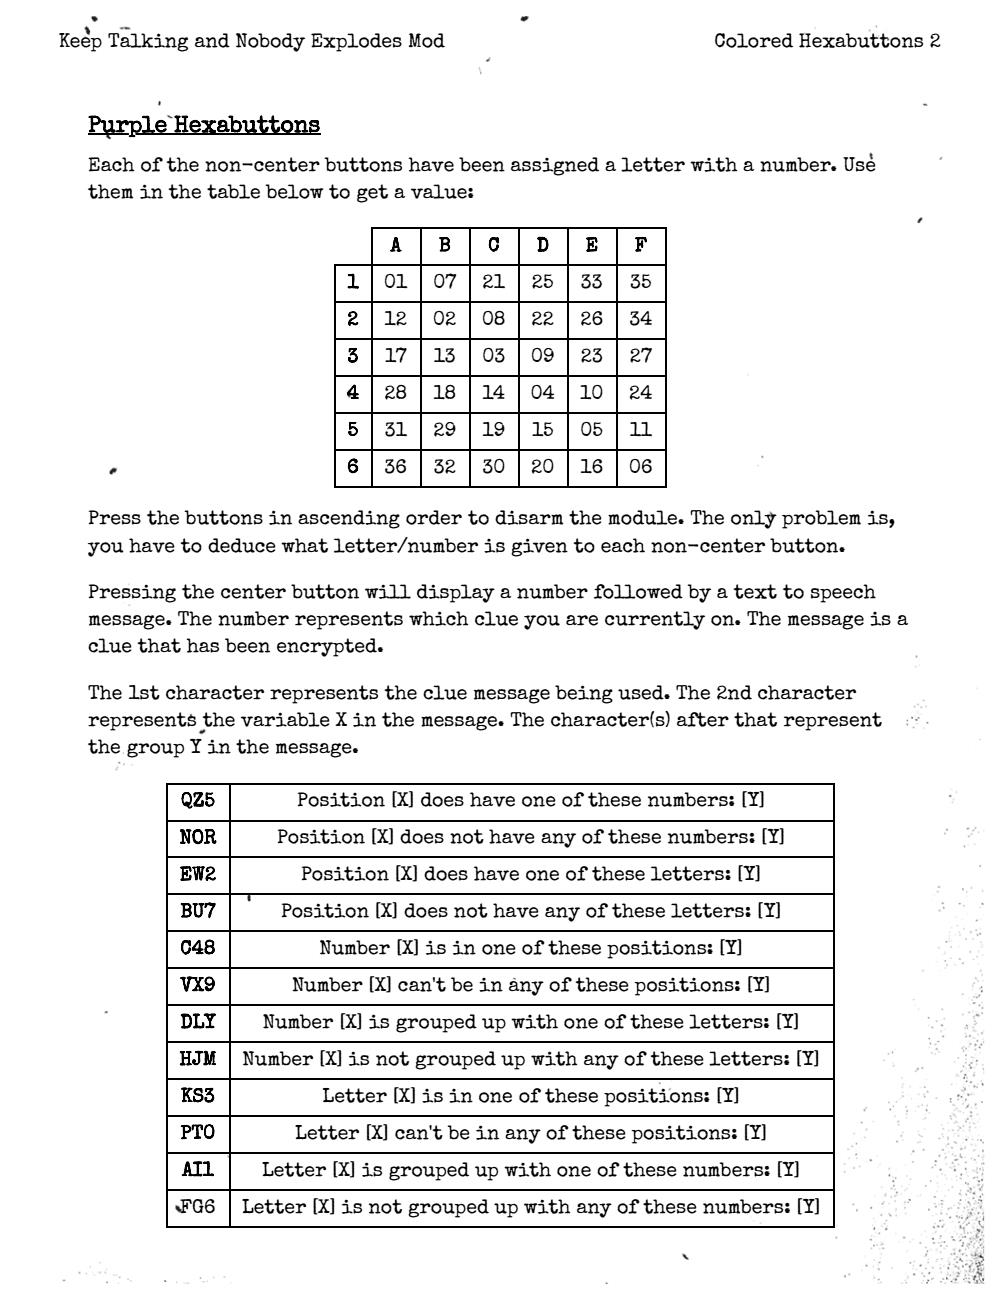 Keep Talking and Nobody Explodes Mod Colored Hexabuttons 2
Purple Hexabuttons
Each of the non-center buttons have been assigned a letter with a number. Use
them in the table below to get a value:
A B C D E F
1 01 07 21 25 33 35
2 12 02 08 22 26 34
3 17 13 03 09 23 27
4 28 18 14 04 10 24
5 31 29 19 15 05 11
6 36 32 30 20 16 06
Press the buttons in ascending order to disarm the module. The only problem is,
you have to deduce what letter/number is given to each non-center button.
Pressing the center button will display a number followed by a text to speech
message. The number represents which clue you are currently on. The message is a
clue that has been encrypted.
The 1st character represents the clue message being used. The 2nd character
represents the variable X in the message. The character(s) after that represent
the group Y in the message.
QZ5 Position [X] does have one of these numbers: [Y]
NOR Position [X] does not have any of these numbers: [Y]
EW2 Position [X] does have one of these letters: [Y]
BU7 Position [X] does not have any of these letters: [Y]
C48 Number [X] is in one of these positions: [Y]
VX9 Number [X] can't be in any of these positions: [Y]
DLY Number [X] is grouped up with one of these letters: [Y]
HJM Number [X] is not grouped up with any of these letters: [Y]
KS3 Letter [X] is in one of these positions: [Y]
PT0 Letter [X] can't be in any of these positions: [Y]
AI1 Letter [X] is grouped up with one of these numbers: [Y]
FG6 Letter [X] is not grouped up with any of these numbers: [Y]